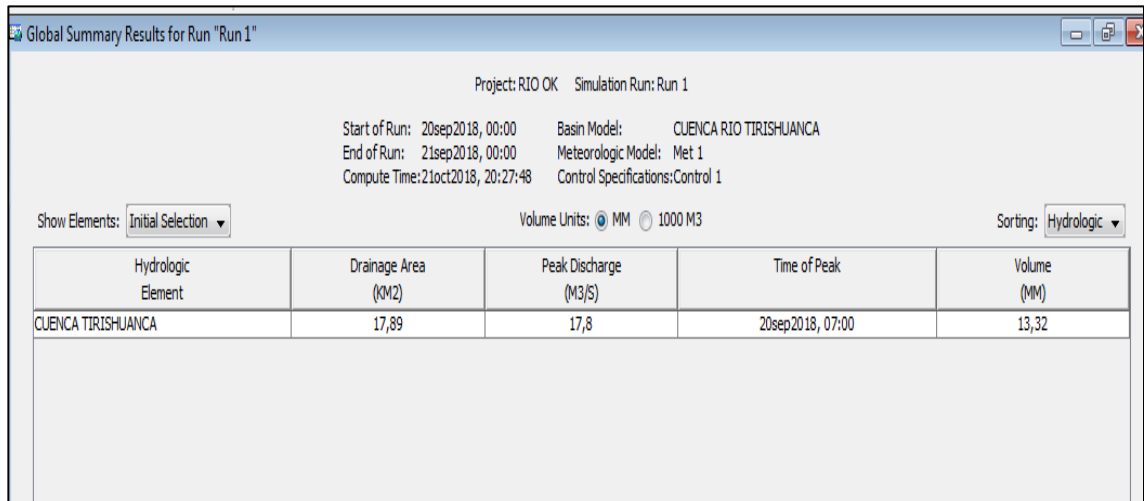 Global Summary Results for Run "Run 1"
Project: RIO OK Simulation Run: Run 1
Start of Run: 20sep2018, 00:00 Basin Model: CUENCA RIO TIRISHUANCA
End of Run: 21sep2018, 00:00 Meteorologic Model: Met 1
Compute Time:21oct2018, 20:27:48 Control Specifications:Control 1
Show Elements: Initial Selection Volume Units: MM 1000 M3 Sorting: Hydrologic
Hydrologic Drainage Area Peak Discharge Time of Peak Volume
Element (KM2) (M3/S) (MM)
CUENCA TIRISHUANCA 17,89 17,8 20sep2018, 07:00 13,32